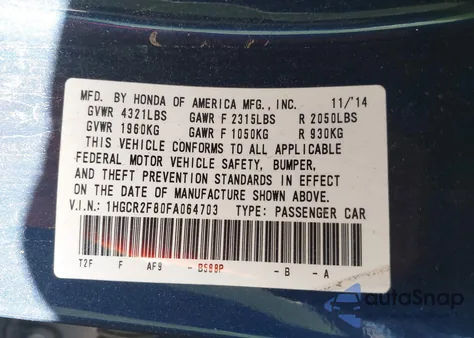 MFD. BY HONDA OF AMERICA MFG., INC. 11/'14
GVWR 4321LBS GAWR F 2315LBS R 2050LBS
GVWR 1960KG GAWR F 1050KG R 930KG
THIS VEHICLE CONFORMS TO ALL APPLICABLE
FEDERAL MOTOR VEHICLE SAFETY, BUMPER,
AND THEFT PREVENTION STANDARDS IN EFFECT
ON THE DATE OF MANUFACTURE SHOWN ABOVE.
V.I.N.: 1HGCR2F80FA064703 TYPE: PASSENGER CAR
T2F F AF9 - B588P - B - A
autoSnap